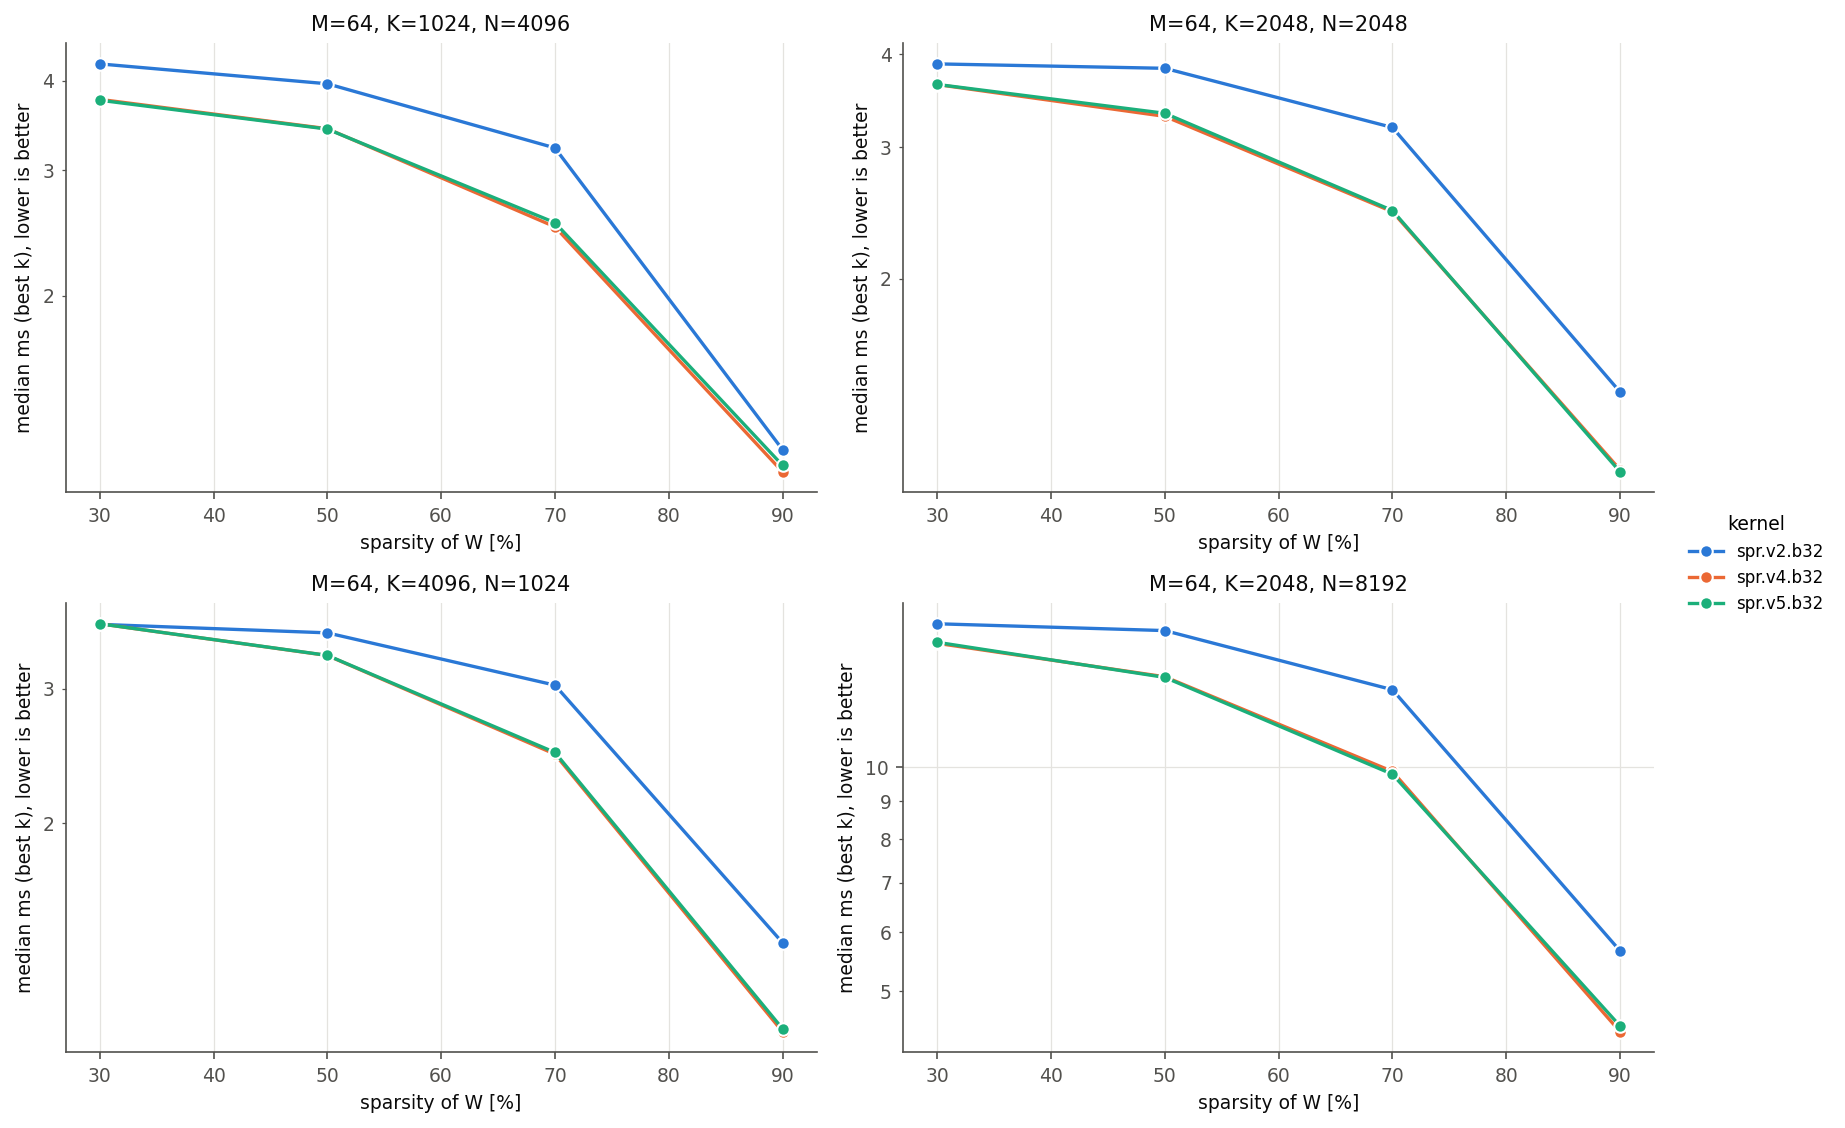 M=64, K=1024, N=4096
median ms (best k), lower is better
4
3
2
30 40 50 60 70 80 90
sparsity of W [%]
M=64, K=2048, N=2048
median ms (best k), lower is better
4
3
2
30 40 50 60 70 80 90
sparsity of W [%]
M=64, K=4096, N=1024
median ms (best k), lower is better
3
2
30 40 50 60 70 80 90
sparsity of W [%]
M=64, K=2048, N=8192
median ms (best k), lower is better
10
9
8
7
6
5
30 40 50 60 70 80 90
sparsity of W [%]
kernel
spr.v2.b32
spr.v4.b32
spr.v5.b32